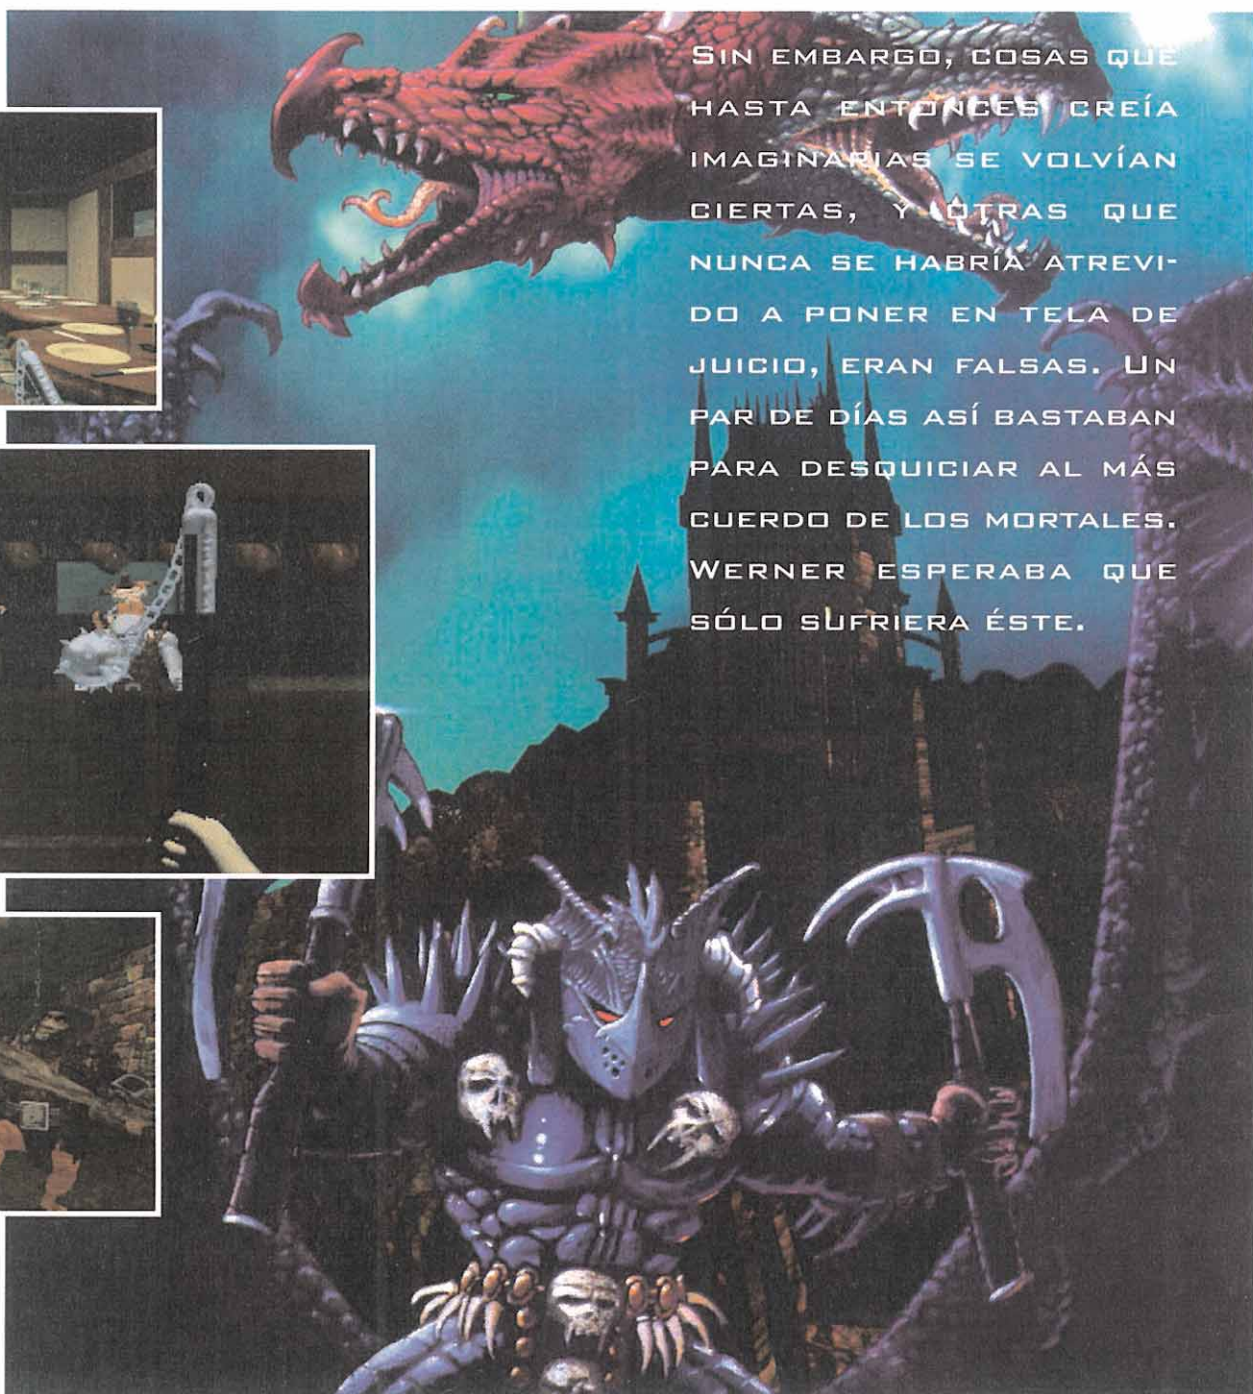 SIN EMBARGO, COSAS QUE
HASTA ENTONCES CREÍA
IMAGINARIAS SE VOLVÍAN
CIERTAS, Y OTRAS QUE
NUNCA SE HABRÍA ATREVI-
DO A PONER EN TELA DE
JUICIO, ERAN FALSAS. UN
PAR DE DÍAS ASÍ BASTABAN
PARA DESQUICIAR AL MÁS
CUERDO DE LOS MORTALES.
WERNER ESPERABA QUE
SÓLO SUFRIERA ÉSTE.